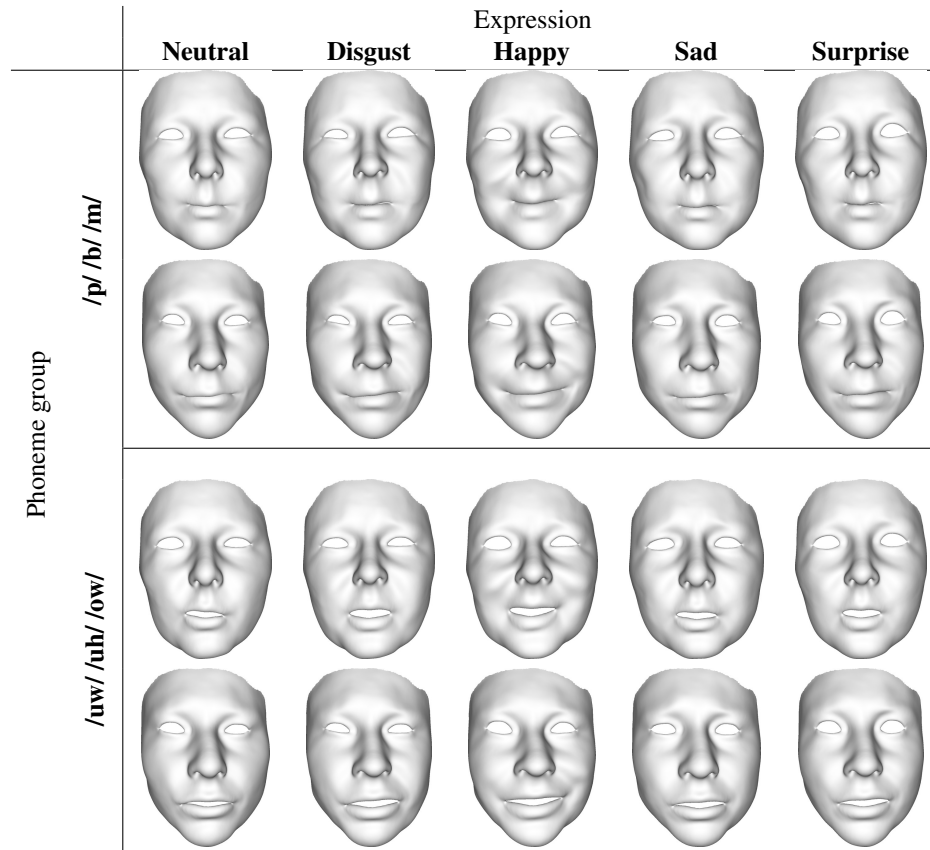 Expression
Neutral Disgust Happy Sad Surprise
Phoneme group
/p/ /b/ /m/
/uw/ /uh/ /ow/